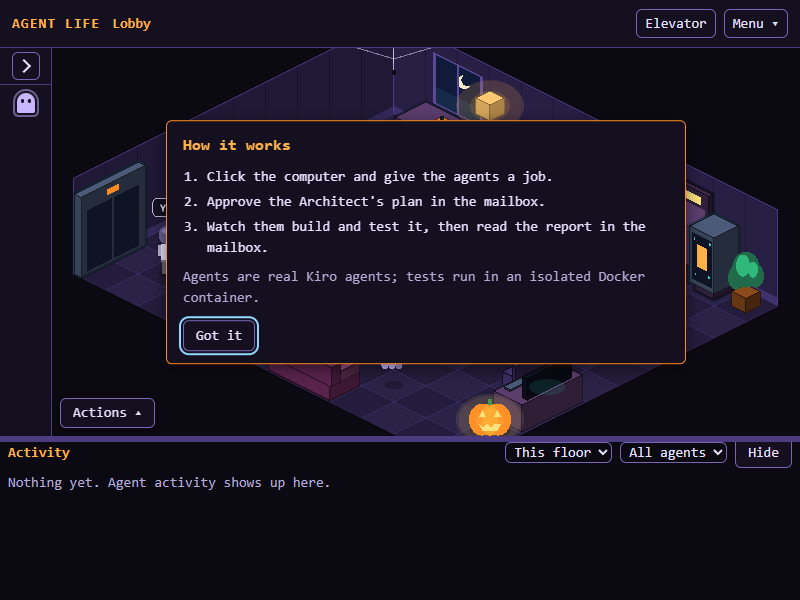 AGENT LIFE Lobby
Elevator
Menu ▾
How it works
1. Click the computer and give the agents a job.
2. Approve the Architect's plan in the mailbox.
3. Watch them build and test it, then read the report in the
mailbox.
Agents are real Kiro agents; tests run in an isolated Docker
container.
Got it
Actions ▴
Activity
This floor
All agents
Hide
Nothing yet. Agent activity shows up here.